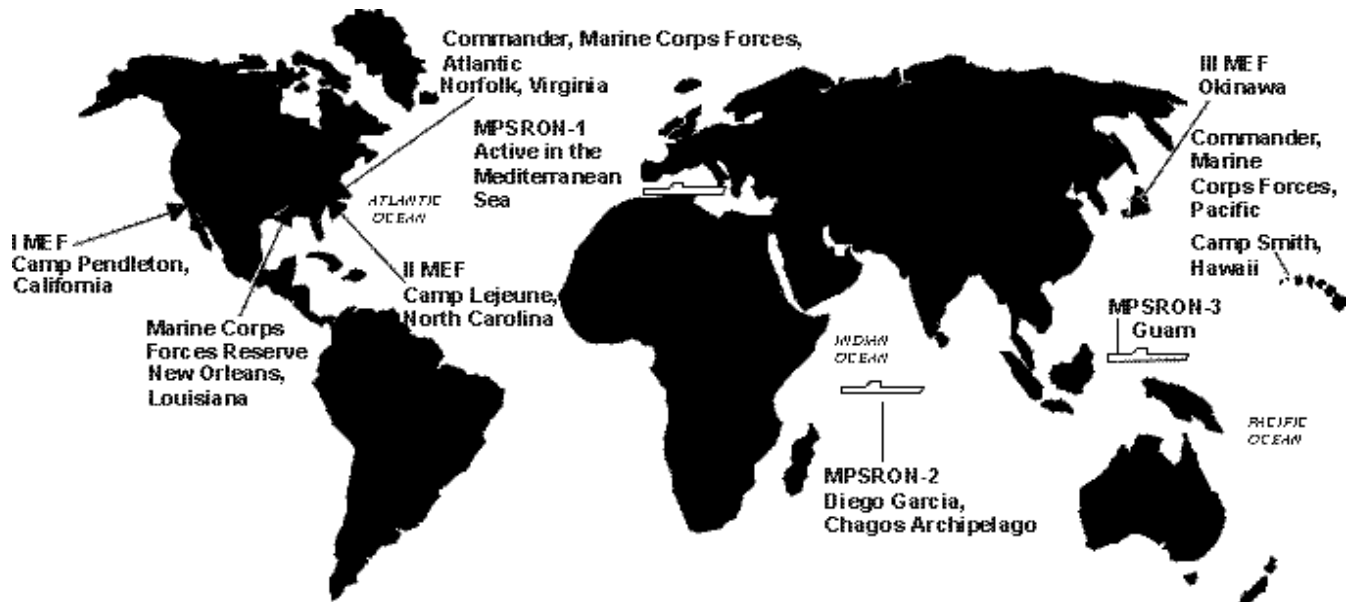 Commander, Marine Corps Forces,
Atlantic
Norfolk, Virginia
MPSRON-1
Active in the
Mediterranean
Sea
ATLANTIC
OCEAN
I MEF
Camp Pendleton,
California
II MEF
Camp Lejeune,
North Carolina
Marine Corps
Forces Reserve
New Orleans,
Louisiana
III MEF
Okinawa
Commander,
Marine
Corps Forces,
Pacific
Camp Smith,
Hawaii
MPSRON-3
Guam
INDIAN
OCEAN
MPSRON-2
Diego Garcia,
Chagos Archipelago
PACIFIC
OCEAN